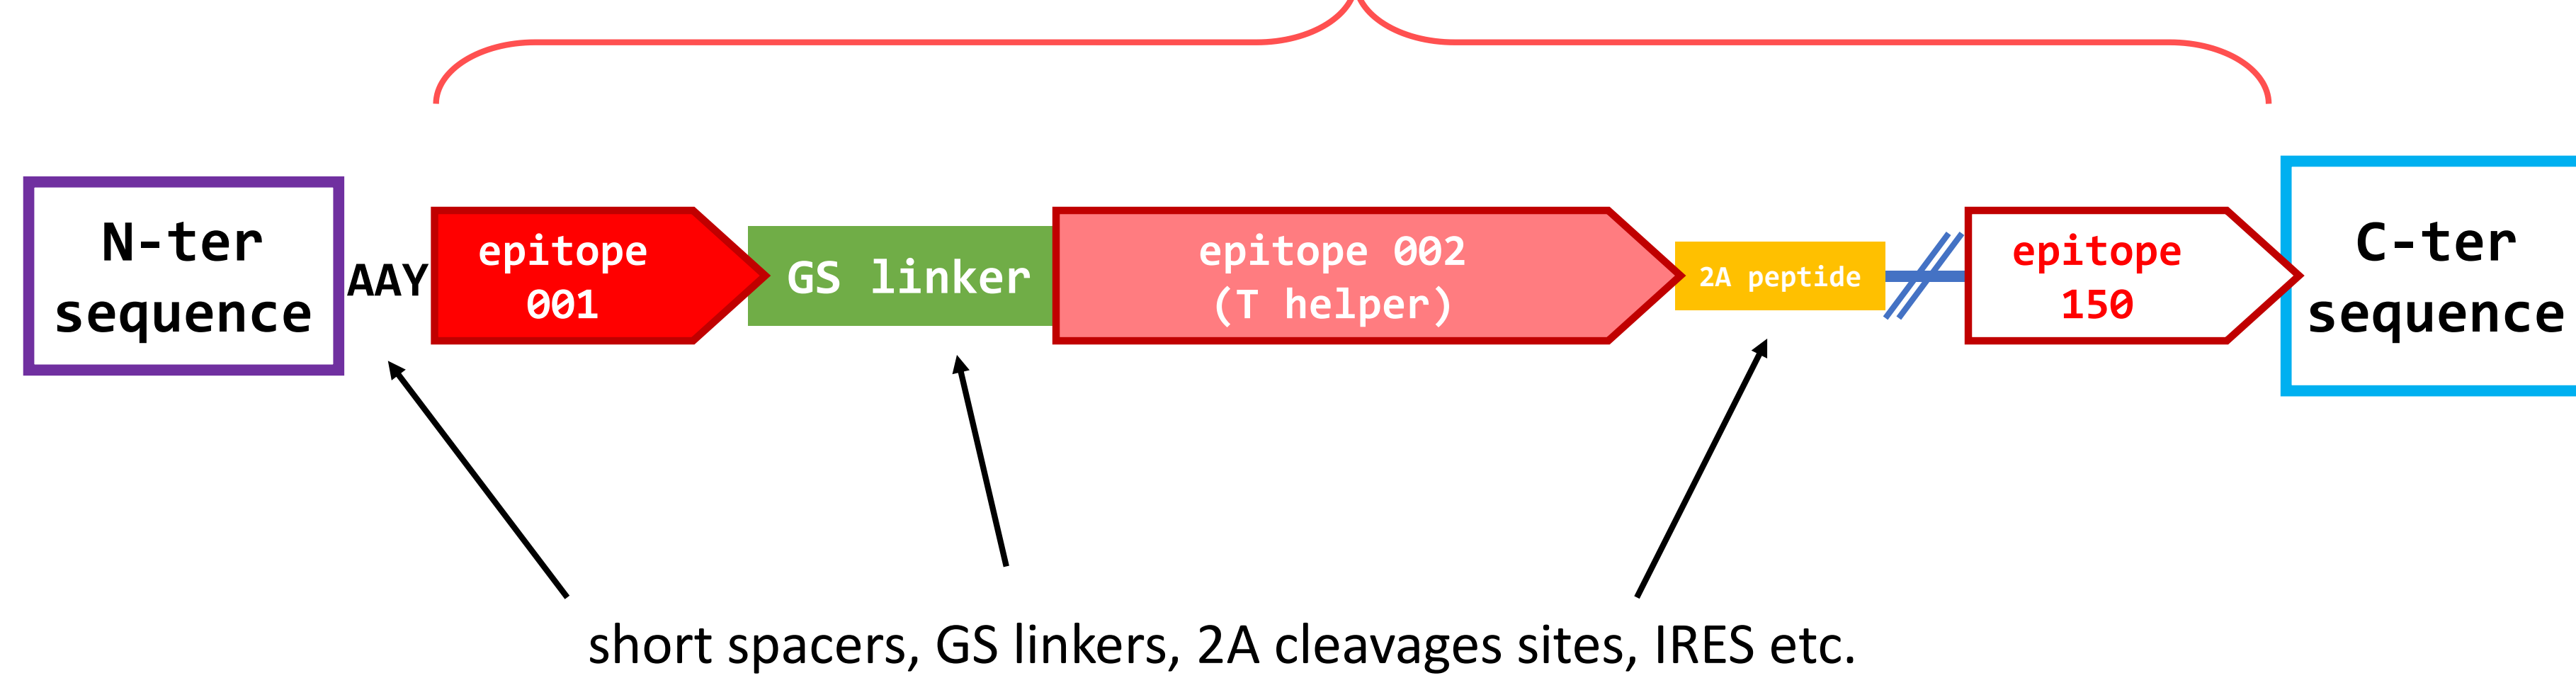 N-ter
sequence
AAY
epitope
001
GS linker
epitope 002
(T helper)
2A peptide
epitope
150
C-ter
sequence
short spacers, GS linkers, 2A cleavages sites, IRES etc.